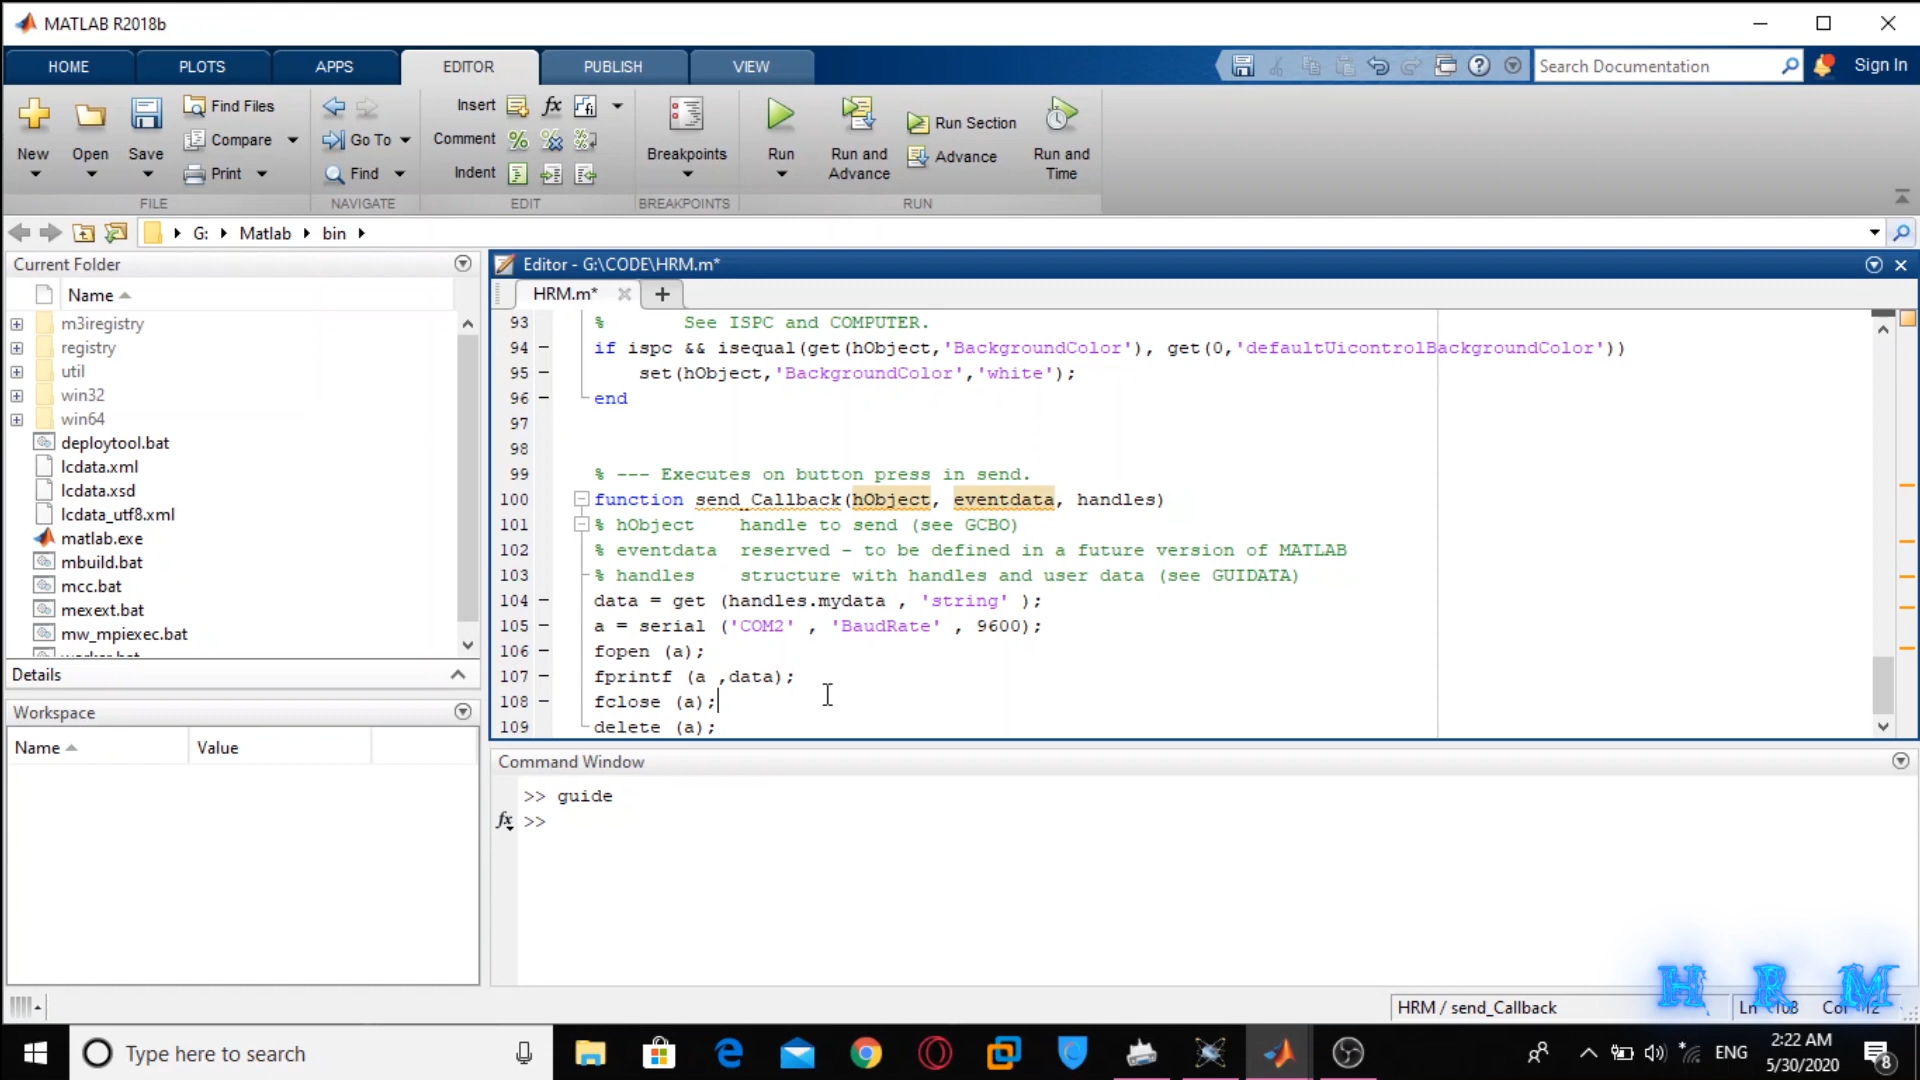 MATLAB R2018b
HOME PLOTS APPS EDITOR PUBLISH VIEW
Search Documentation
Sign In
New Open Save
Find Files
Compare
Print
FILE
Go To
Find
NAVIGATE
Insert fx
Comment
Indent
EDIT
Breakpoints
BREAKPOINTS
Run
Run and Advance
Run Section
Advance
Run and Time
RUN
G: Matlab bin
Current Folder
Name
m3iregistry
registry
util
win32
win64
deploytool.bat
lcdata.xml
lcdata.xsd
lcdata_utf8.xml
matlab.exe
mbuild.bat
mcc.bat
mexext.bat
mw_mpiexec.bat
Details
Workspace
Name Value
Editor - G:\CODE\HRM.m*
HRM.m*
93 % See ISPC and COMPUTER.
94 – if ispc && isequal(get(hObject,'BackgroundColor'), get(0,'defaultUicontrolBackgroundColor'))
95 – set(hObject,'BackgroundColor','white');
96 – end
97
98
99 % --- Executes on button press in send.
100 function send_Callback(hObject, eventdata, handles)
101 % hObject handle to send (see GCBO)
102 % eventdata reserved - to be defined in a future version of MATLAB
103 % handles structure with handles and user data (see GUIDATA)
104 – data = get (handles.mydata , 'string' );
105 – a = serial ('COM2' , 'BaudRate' , 9600);
106 – fopen (a);
107 – fprintf (a ,data);
108 – fclose (a);
109 delete (a);
Command Window
>> guide
fx >>
HRM / send_Callback
H R M
Type here to search
ENG
2:22 AM
5/30/2020
8